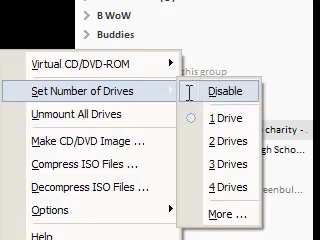 B WoW
Buddies
this group
Virtual CD/DVD-ROM
Set Number of Drives
Unmount All Drives
Make CD/DVD Image ...
Compress ISO Files ...
Decompress ISO Files ...
Options
Help
Disable
1 Drive
2 Drives
3 Drives
4 Drives
More ...
charity -
gh Scho...
eenbul...